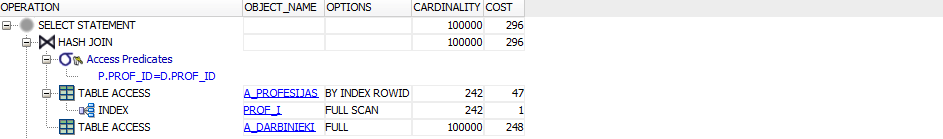 OPERATION OBJECT_NAME OPTIONS CARDINALITY COST
SELECT STATEMENT 100000 296
HASH JOIN 100000 296
Access Predicates
P.PROF_ID=D.PROF_ID
TABLE ACCESS A_PROFESIJAS BY INDEX ROWID 242 47
INDEX PROF_I FULL SCAN 242 1
TABLE ACCESS A_DARBINIEKI FULL 100000 248